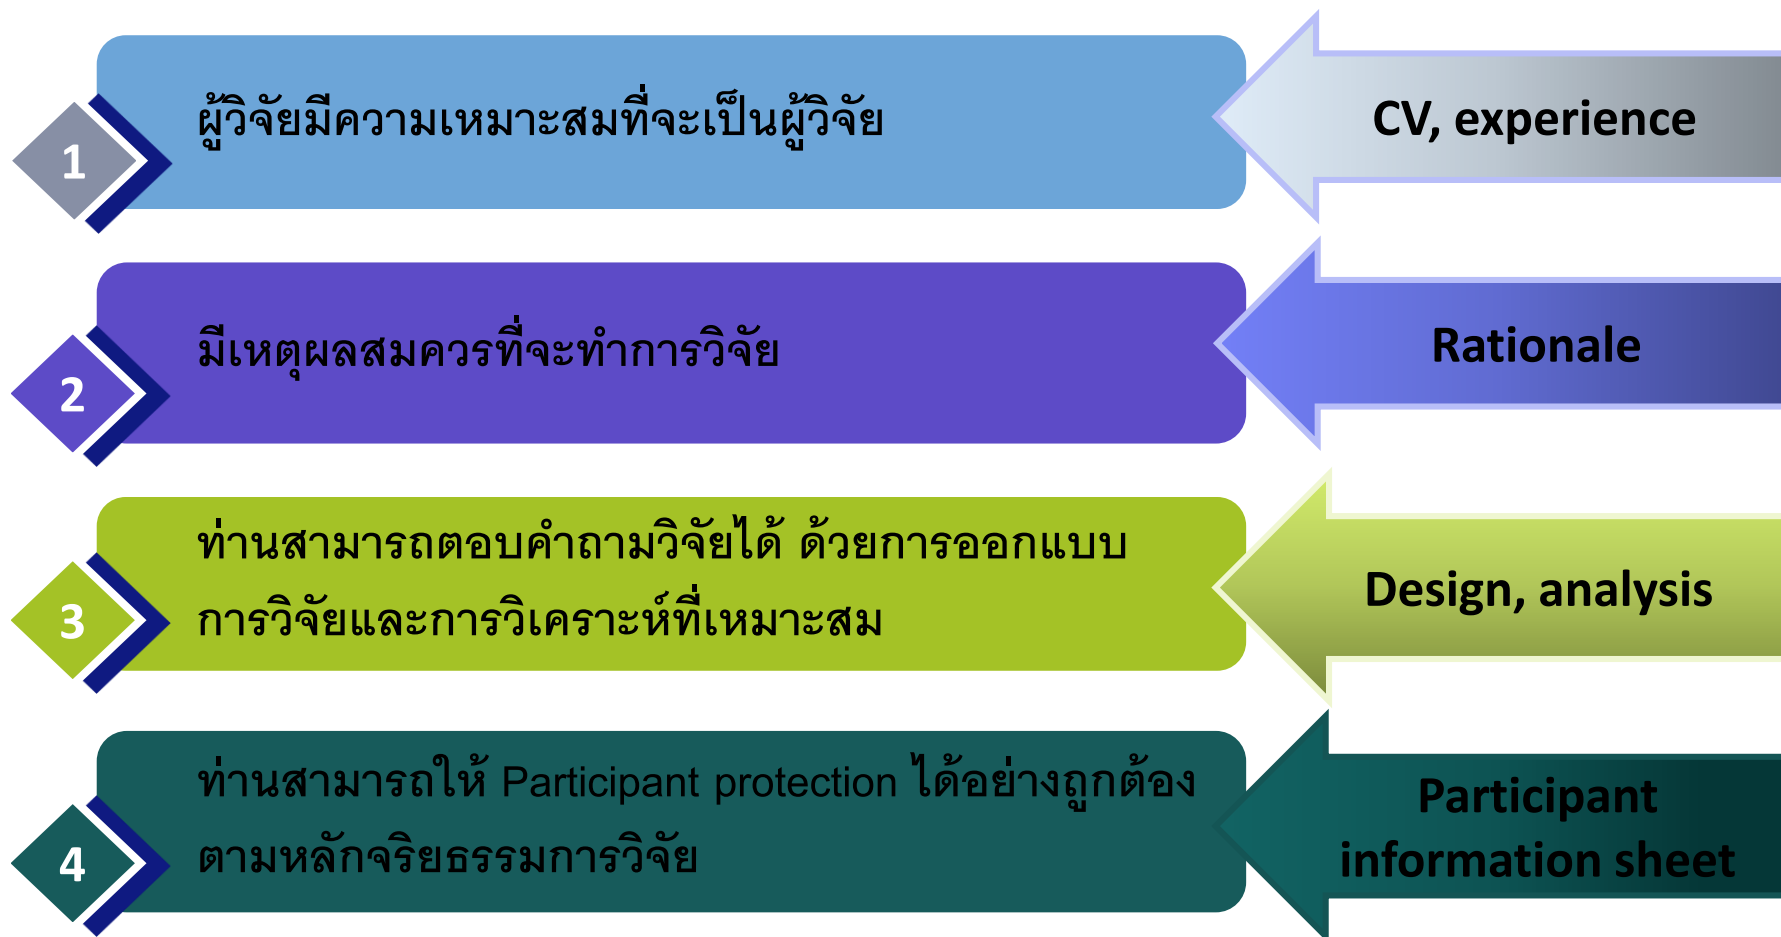 1
ผู้วิจัยมีความเหมาะสมที่จะเป็นผู้วิจัย
CV, experience
2
มีเหตุผลสมควรที่จะทำการวิจัย
Rationale
3
ท่านสามารถตอบคำถามวิจัยได้ ด้วยการออกแบบ
การวิจัยและการวิเคราะห์ที่เหมาะสม
Design, analysis
4
ท่านสามารถให้ Participant protection ได้อย่างถูกต้อง
ตามหลักจริยธรรมการวิจัย
Participant
information sheet